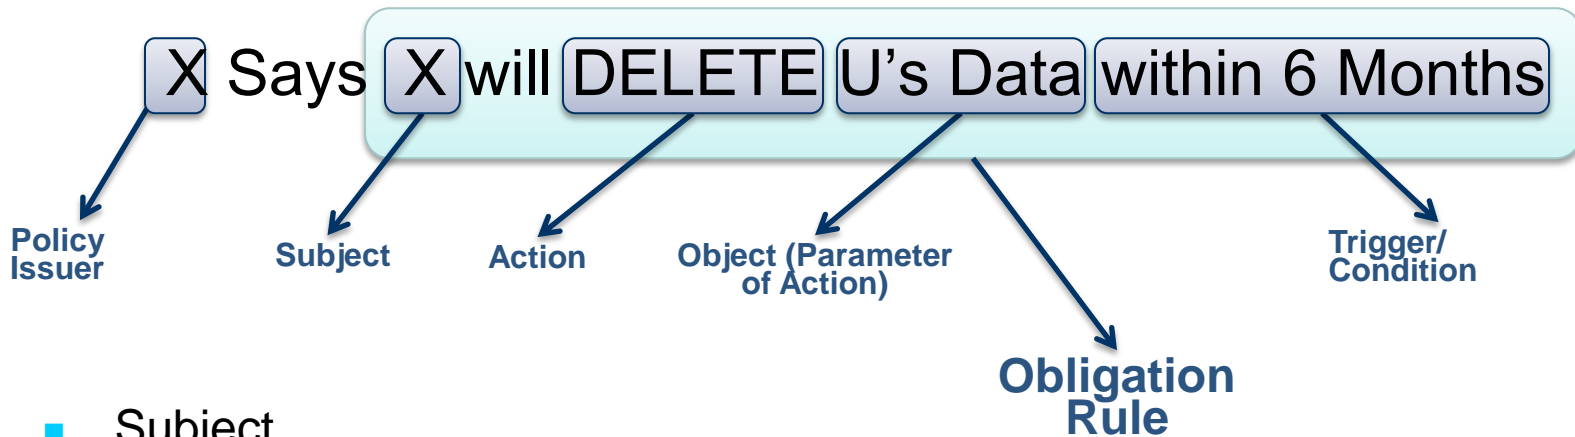 X Says X will DELETE U's Data within 6 Months
Policy
Issuer
Subject
Action
Object (Parameter
of Action)
Trigger/
Condition
Obligation
Rule
Subject